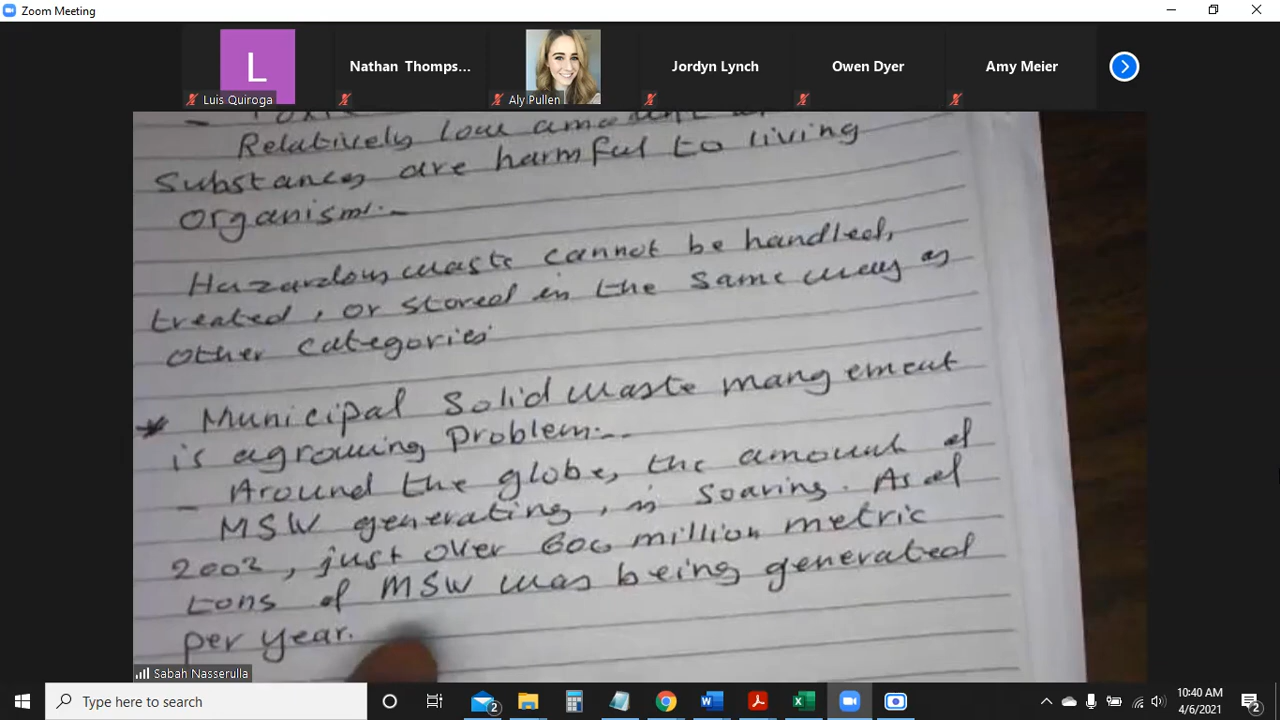 Zoom Meeting
L
Luis Quiroga
Nathan Thomps...
Aly Pullen
Jordyn Lynch
Owen Dyer
Amy Meier
Relatively low
substances are harmful to living
organism.
Hazardous waste cannot be handled,
treated, or stored in the same way as
other categories
Municipal Solid waste mangement
is a growing problem.
- Around the globe, the amount of
MSW generating, is soaring. As of
2002, just over 600 million metric
tons of MSW was being generated
per year.
Sabah Nasserulla
Type here to search
2
10:40 AM
4/6/2021
2